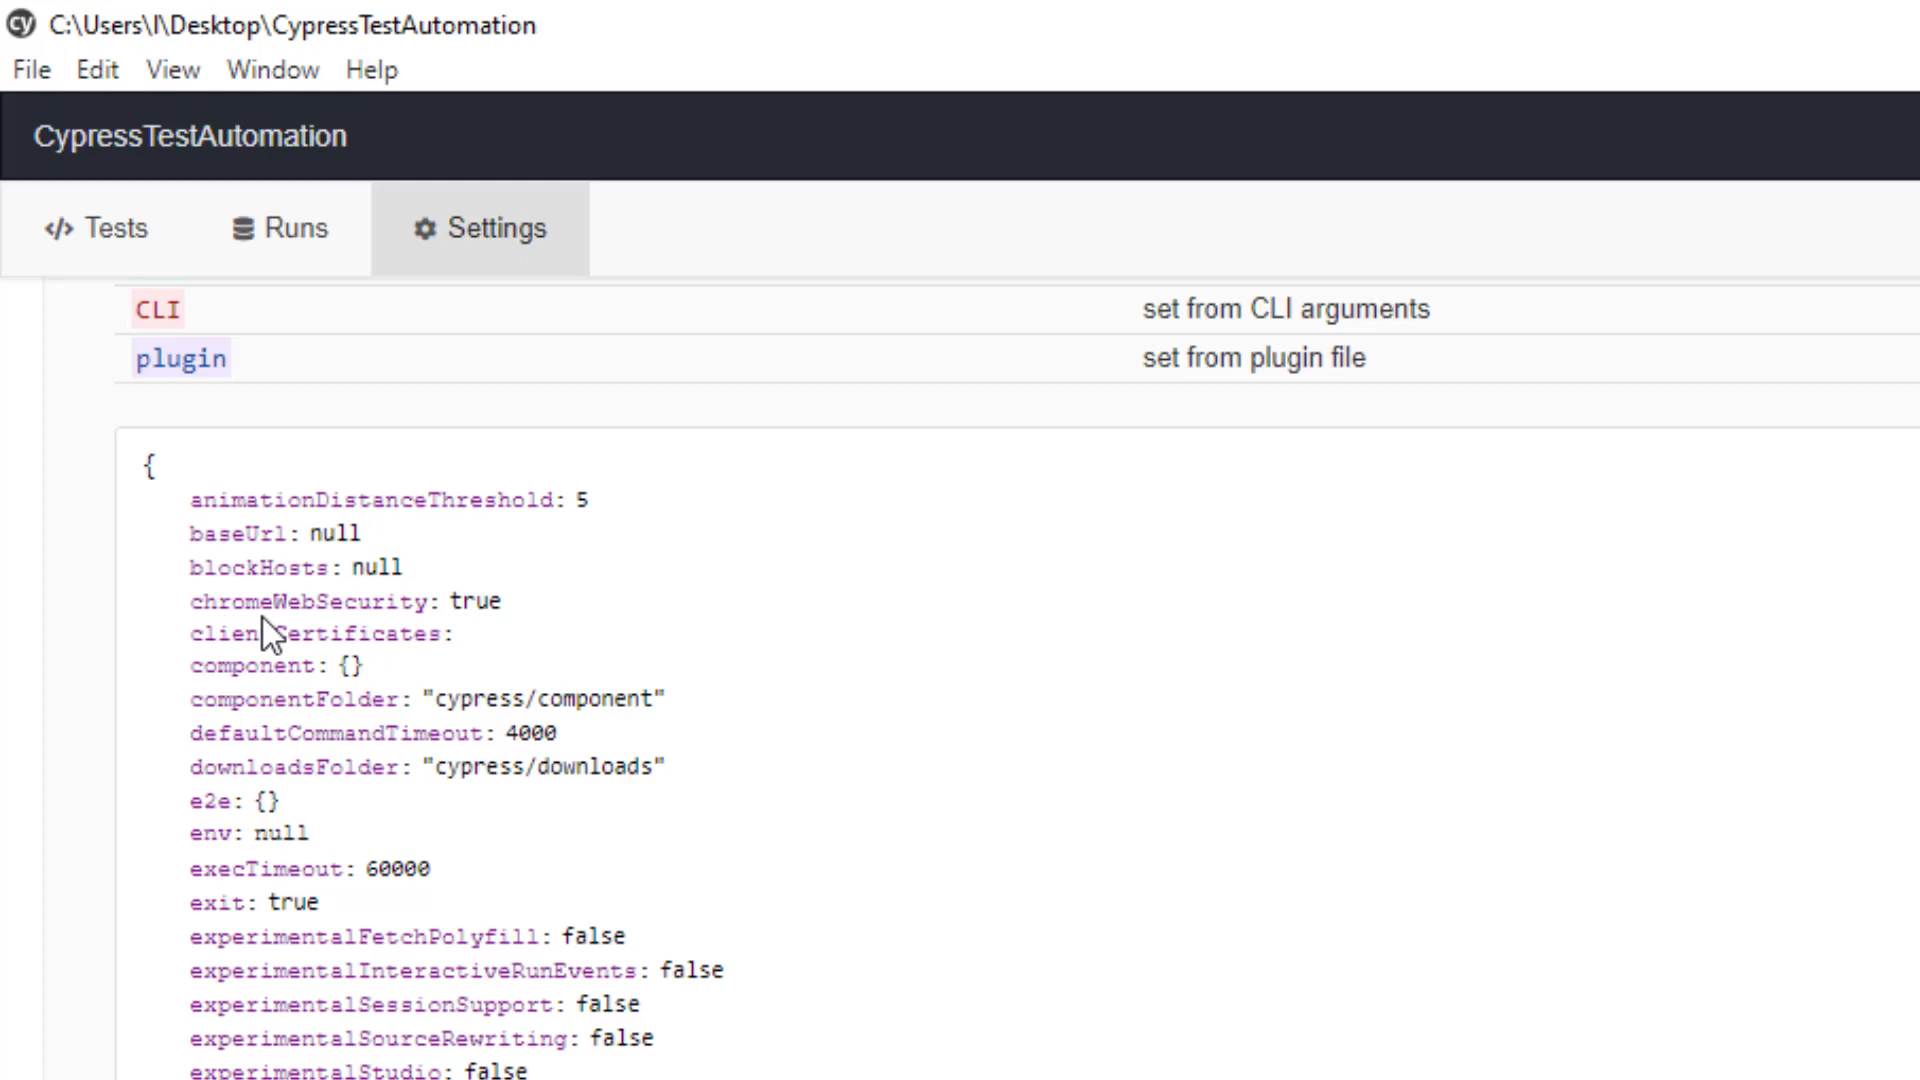 cy C:\Users\I\Desktop\CypressTestAutomation
File Edit View Window Help
CypressTestAutomation
</> Tests Runs Settings
CLI set from CLI arguments
plugin set from plugin file
{
animationDistanceThreshold: 5
baseUrl: null
blockHosts: null
chromeWebSecurity: true
clientCertificates:
component: {}
componentFolder: "cypress/component"
defaultCommandTimeout: 4000
downloadsFolder: "cypress/downloads"
e2e: {}
env: null
execTimeout: 60000
exit: true
experimentalFetchPolyfill: false
experimentalInteractiveRunEvents: false
experimentalSessionSupport: false
experimentalSourceRewriting: false
experimentalStudio: false